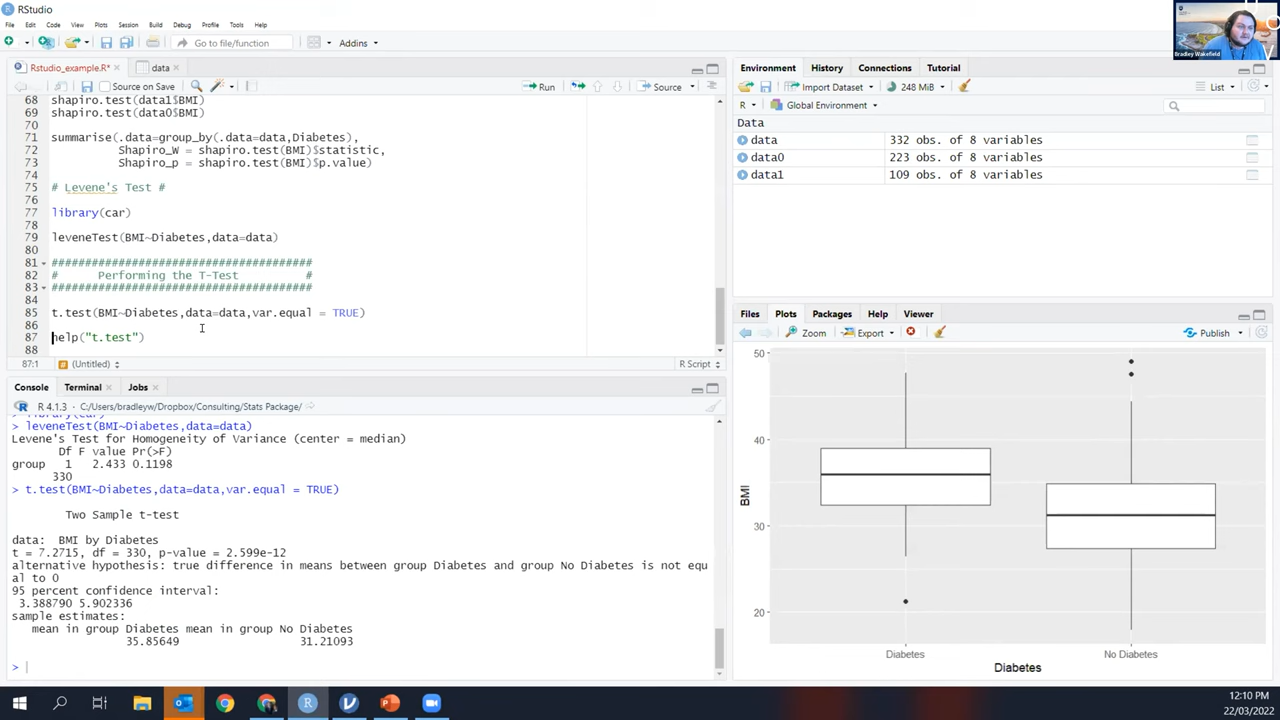 RStudio
File Edit Code View Plots Session Build Debug Profile Tools Help
Go to file/function Addins
Bradley Wakefield
Rstudio_example.R* data
Source on Save Run Source
68 shapiro.test(data1$BMI)
69 shapiro.test(data0$BMI)
70
71 summarise(.data=group_by(.data=data,Diabetes),
72 Shapiro_W = shapiro.test(BMI)$statistic,
73 Shapiro_p = shapiro.test(BMI)$p.value)
74
75 # Levene's Test #
76
77 library(car)
78
79 leveneTest(BMI~Diabetes,data=data)
80
81 #######################################
82 # Performing the T-Test #
83 #######################################
84
85 t.test(BMI~Diabetes,data=data,var.equal = TRUE)
86
87 help("t.test")
88
87:1 # (Untitled) R Script
Console Terminal Jobs
R 4.1.3 · C:/Users/bradleyw/Dropbox/Consulting/Stats Package/
> library(car)
> leveneTest(BMI~Diabetes,data=data)
Levene's Test for Homogeneity of Variance (center = median)
Df F value Pr(>F)
group 1 2.433 0.1198
330
> t.test(BMI~Diabetes,data=data,var.equal = TRUE)
Two Sample t-test
data: BMI by Diabetes
t = 7.2715, df = 330, p-value = 2.599e-12
alternative hypothesis: true difference in means between group Diabetes and group No Diabetes is not equ
al to 0
95 percent confidence interval:
3.388790 5.902336
sample estimates:
mean in group Diabetes mean in group No Diabetes
35.85649 31.21093
>
Environment History Connections Tutorial
Import Dataset 248 MiB List
R Global Environment
Data
data 332 obs. of 8 variables
data0 223 obs. of 8 variables
data1 109 obs. of 8 variables
Files Plots Packages Help Viewer
Zoom Export Publish
50
40
30
20
BMI
Diabetes No Diabetes
Diabetes
12:10 PM
22/03/2022